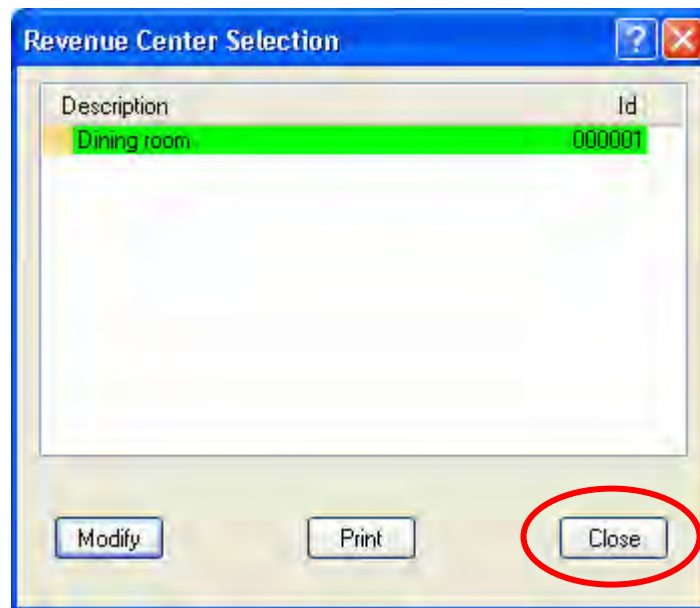 Revenue Center Selection ?
Description Id
Dining room 000001
Modify Print Close